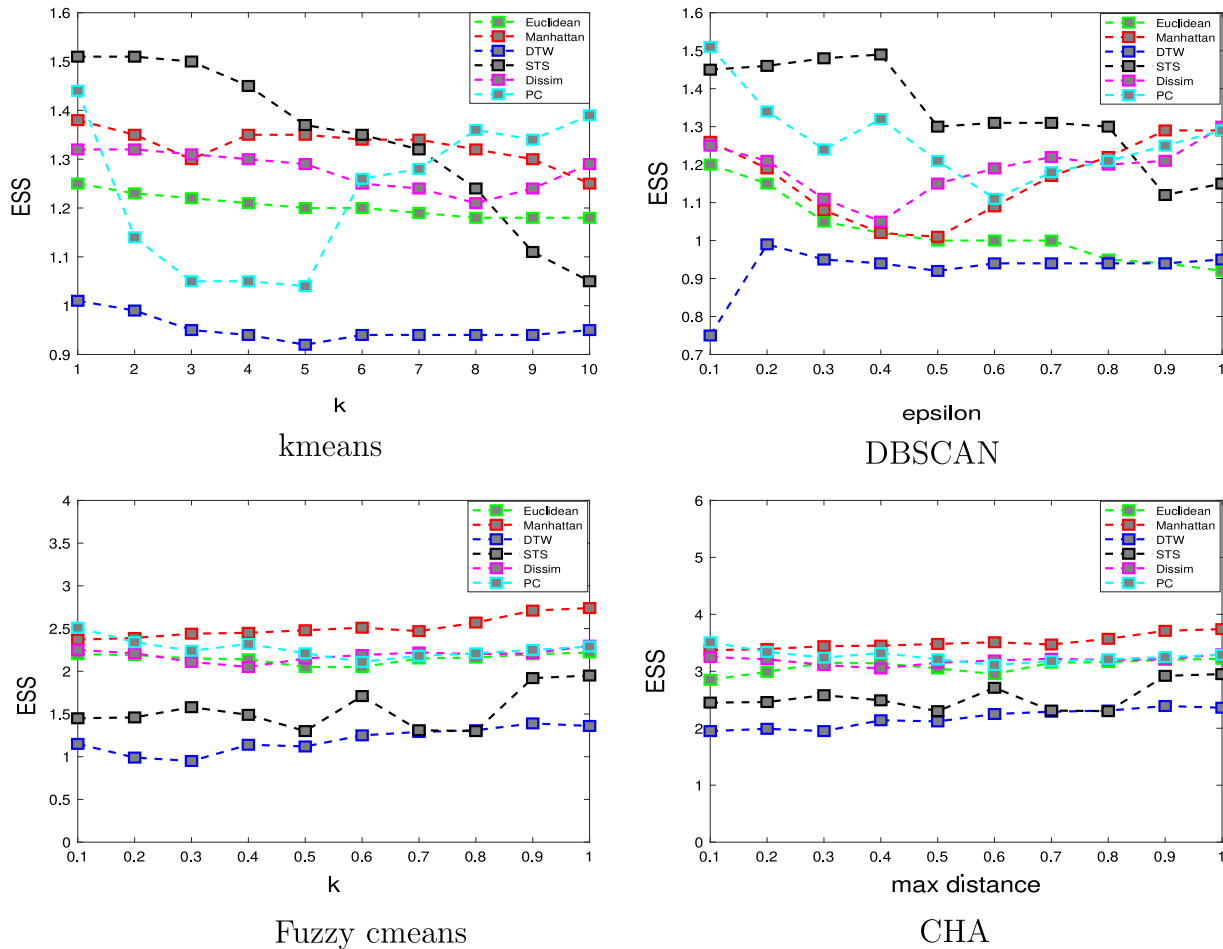 1.6
1.5
1.4
1.3
1.2
1.1
1
0.9
ESS
1 2 3 4 5 6 7 8 9 10
k
Euclidean
Manhattan
DTW
STS
Dissim
PC
kmeans
1.6
1.5
1.4
1.3
1.2
1.1
1
0.9
0.8
0.7
ESS
0.1 0.2 0.3 0.4 0.5 0.6 0.7 0.8 0.9 1
epsilon
Euclidean
Manhattan
DTW
STS
Dissim
PC
DBSCAN
4
3.5
3
2.5
2
1.5
1
0.5
0
ESS
0.1 0.2 0.3 0.4 0.5 0.6 0.7 0.8 0.9 1
k
Euclidean
Manhattan
DTW
STS
Dissim
PC
Fuzzy cmeans
6
5
4
3
2
1
0
ESS
0.1 0.2 0.3 0.4 0.5 0.6 0.7 0.8 0.9 1
max distance
Euclidean
Manhattan
DTW
STS
Dissim
PC
CHA